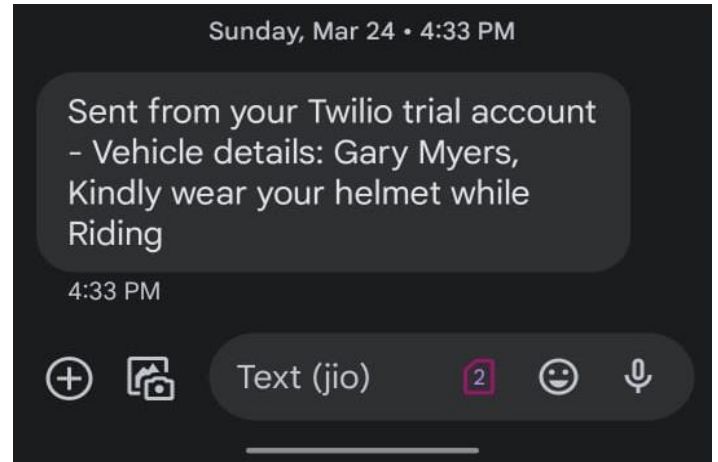 Sunday, Mar 24 • 4:33 PM
Sent from your Twilio trial account
- Vehicle details: Gary Myers,
Kindly wear your helmet while
Riding
4:33 PM
Text (jio)
2